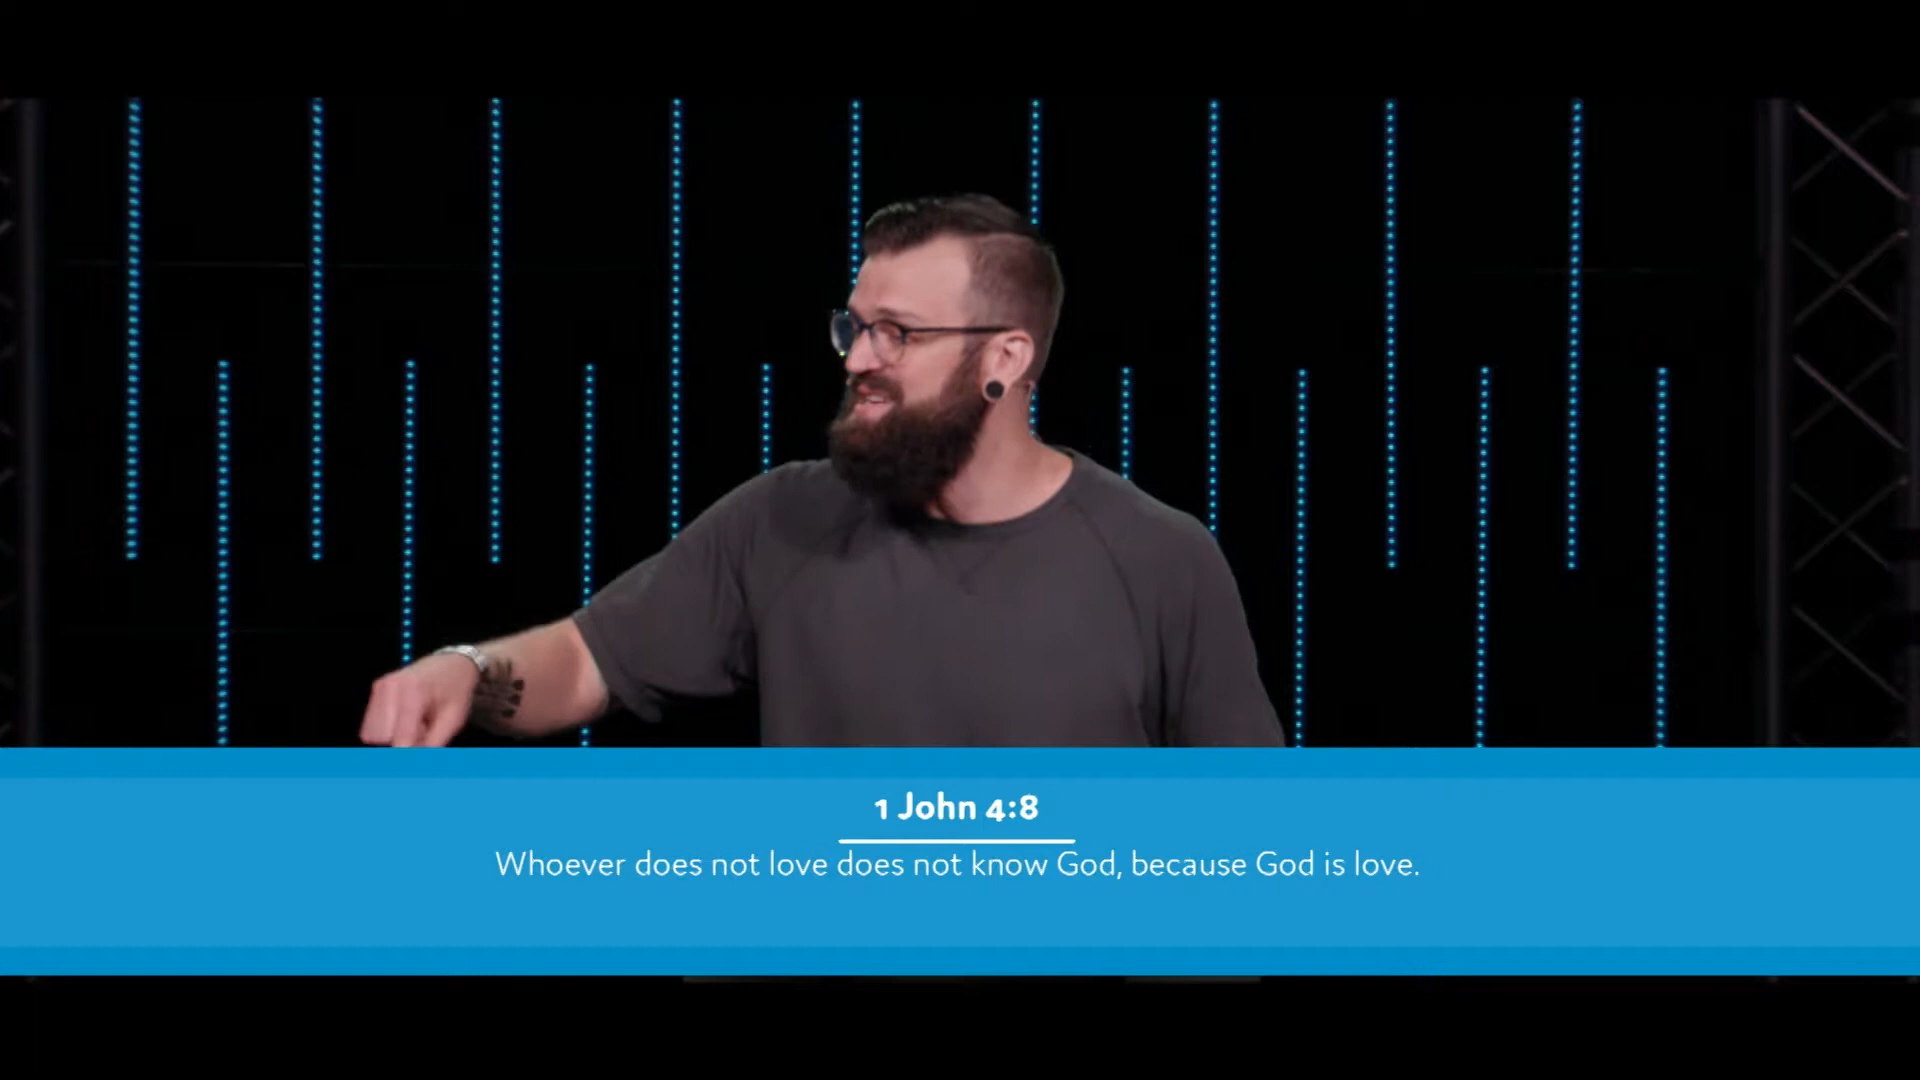 1 John 4:8
Whoever does not love does not know God, because God is love.